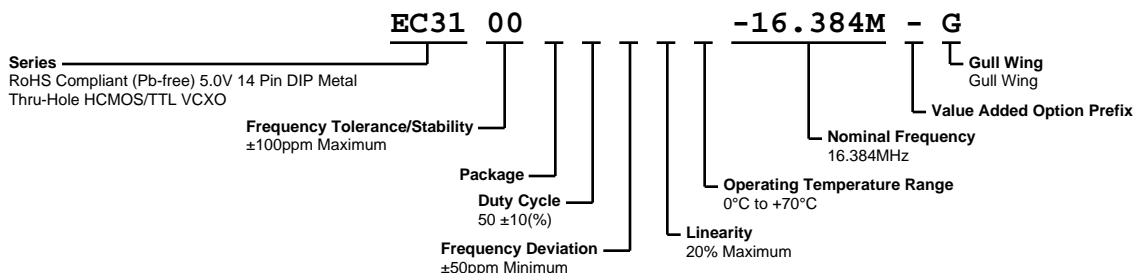 EC31 00 -16.384M - G
Series
RoHS Compliant (Pb-free) 5.0V 14 Pin DIP Metal
Thru-Hole HCMOS/TTL VCXO
Gull Wing
Gull Wing
Value Added Option Prefix
Frequency Tolerance/Stability
±100ppm Maximum
Nominal Frequency
16.384MHz
Package
Operating Temperature Range
0°C to +70°C
Duty Cycle
50 ±10(%)
Linearity
20% Maximum
Frequency Deviation
±50ppm Minimum